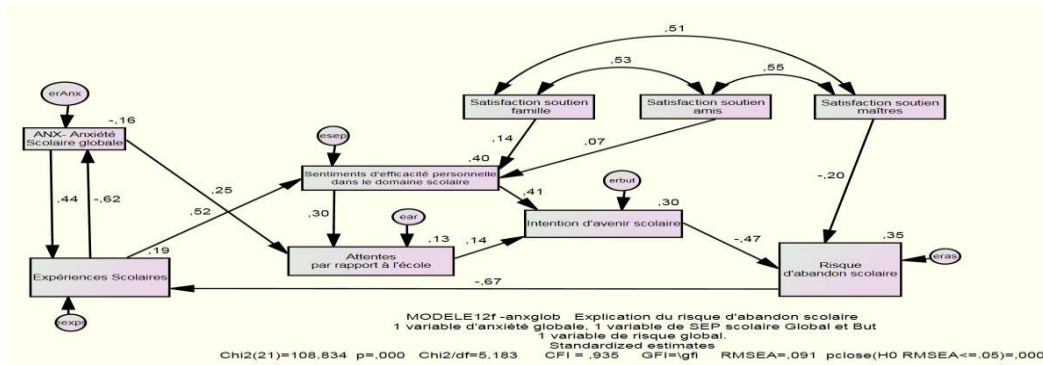 ,51
,53
,55
erAnx
Satisfaction soutien
famille
Satisfaction soutien
amis
Satisfaction soutien
maîtres
-,16
ANX- Anxiété
Scolaire globale
esep
,14
,07
,40
Sentiments d'efficacité personnelle
dans le domaine scolaire
erbut
-,20
,44
-,62
,25
,52
,41
,30
,30
Intention d'avenir scolaire
ear
,13
,14
Attentes
par rapport à l'école
-,47
,35
,19
Expériences Scolaires
Risque
d'abandon scolaire
eras
-,67
eexps
MODELE12f -anxglob Explication du risque d'abandon scolaire
1 variable d'anxiété globale, 1 variable de SEP scolaire Global et But
1 variable de risque global.
Standardized estimates
Chi2(21)=108,834 p=,000 Chi2/df=5,183 CFI = ,935 GFI=\gfi RMSEA=,091 pclose(H0 RMSEA<=.05)=,000